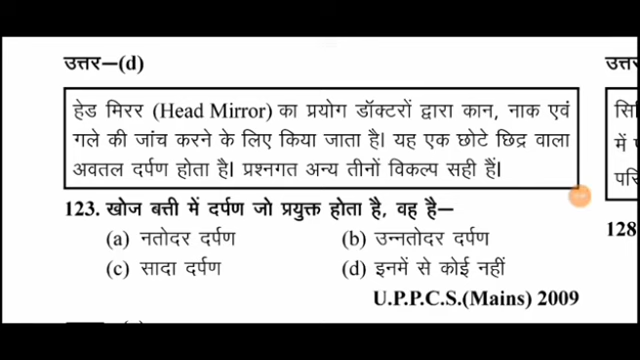 उत्तर—(d)
हेड मिरर (Head Mirror) का प्रयोग डॉक्टरों द्वारा कान, नाक एवं
गले की जांच करने के लिए किया जाता है। यह एक छोटे छिद्र वाला
अवतल दर्पण होता है। प्रश्नगत अन्य तीनों विकल्प सही हैं।
123. खोज बत्ती में दर्पण जो प्रयुक्त होता है, वह है—
(a) नतोदर दर्पण (b) उन्नतोदर दर्पण
(c) सादा दर्पण (d) इनमें से कोई नहीं
U.P.P.C.S.(Mains) 2009
उत्तर
में
128